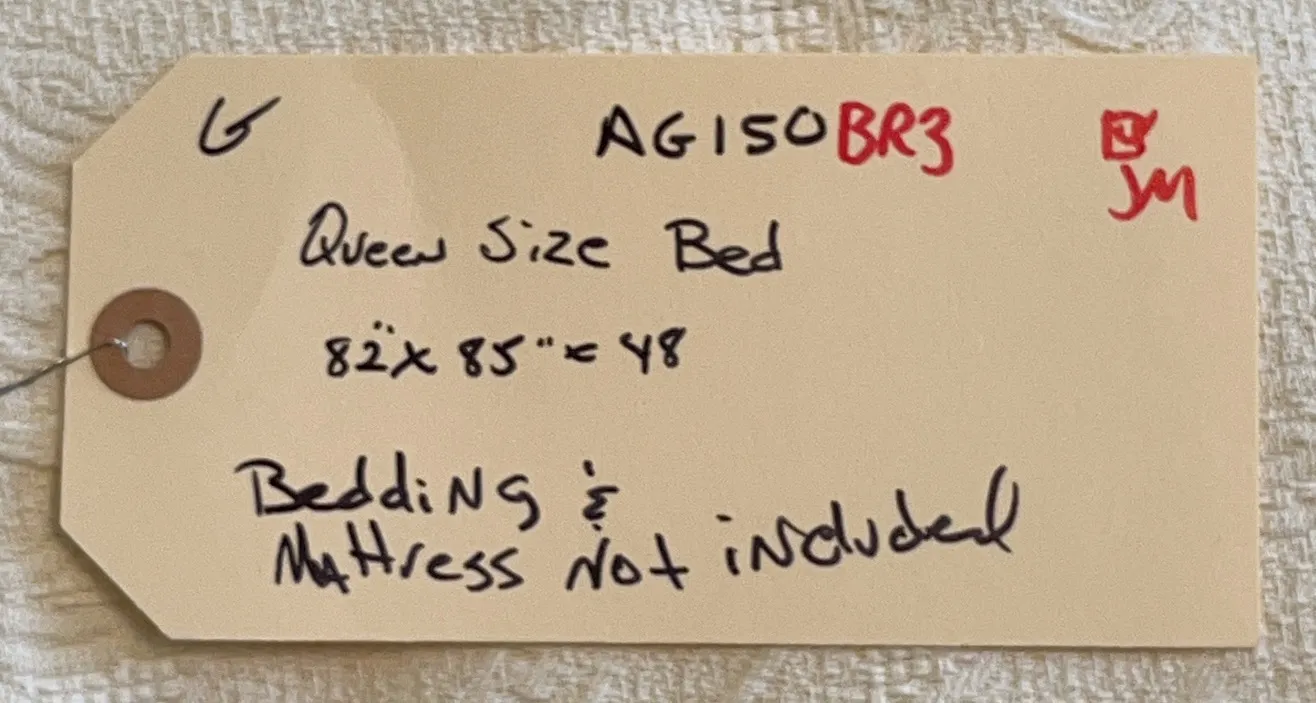 G AG150BR3
JM
Queen Size Bed
82" x 85" x 48
Bedding &
Mattress Not included